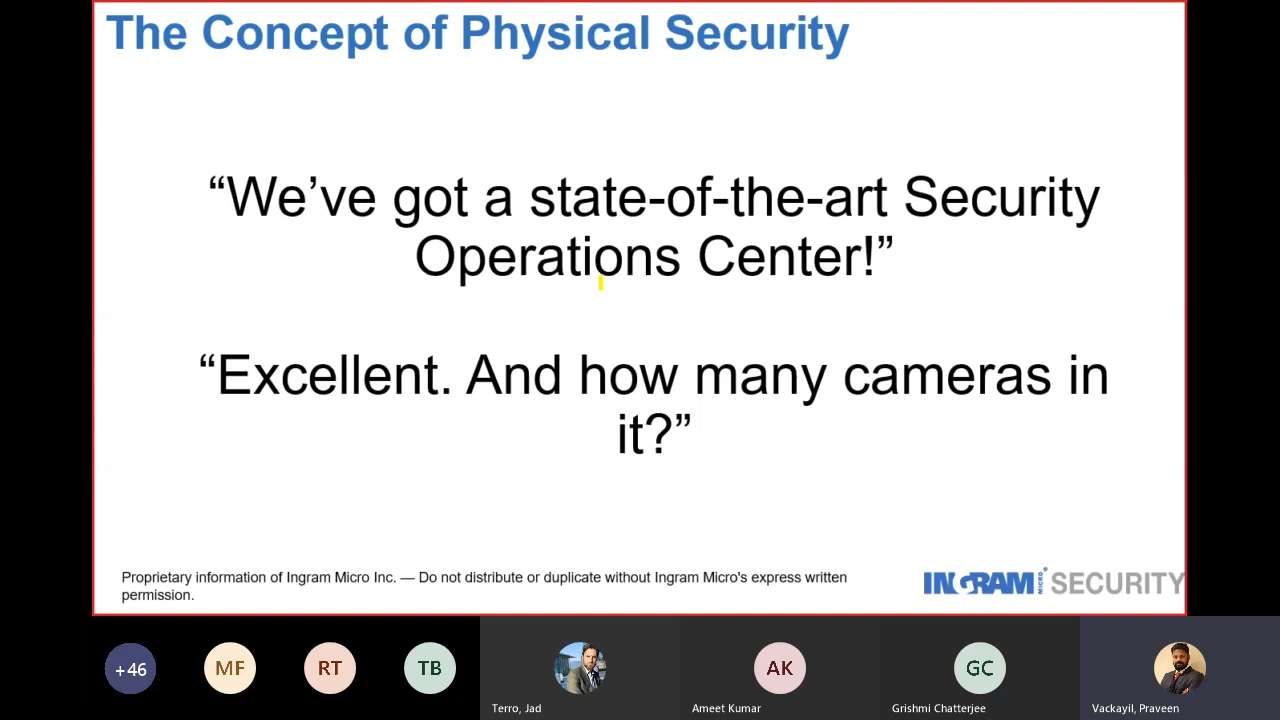 The Concept of Physical Security
“We’ve got a state-of-the-art Security
Operations Center!”
“Excellent. And how many cameras in
it?”
Proprietary information of Ingram Micro Inc. — Do not distribute or duplicate without Ingram Micro's express written
permission.
INGRAM MICRO SECURITY
+46
MF
RT
TB
AK
GC
Terro, Jad
Ameet Kumar
Grishmi Chatterjee
Vackayil, Praveen